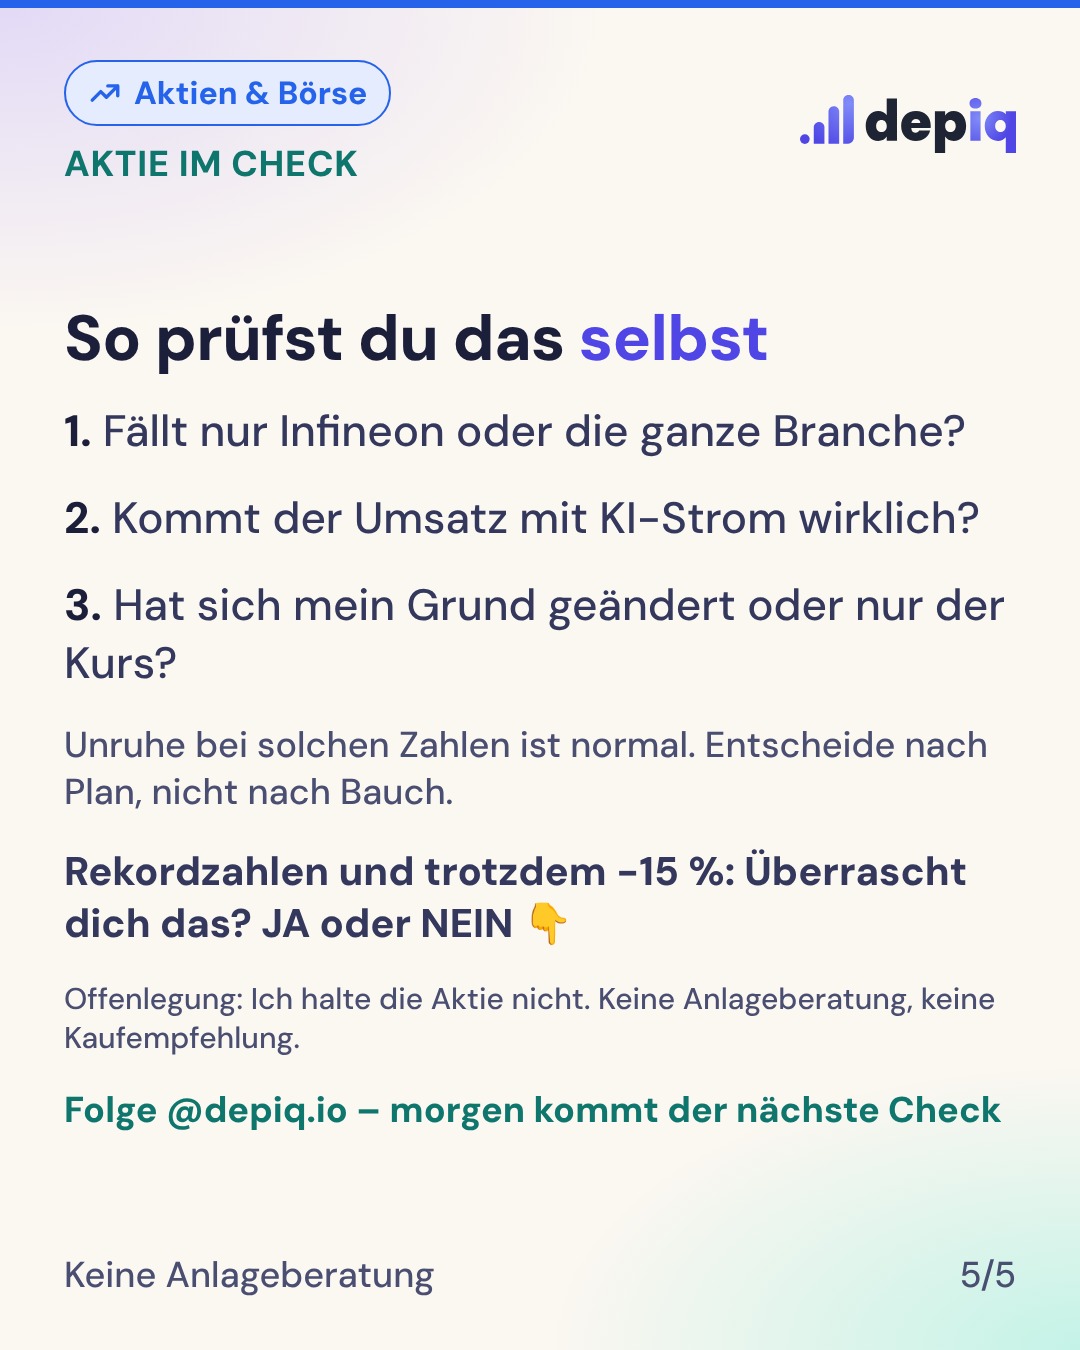 Aktien & Börse
AKTIE IM CHECK
depiq
So prüfst du das selbst
1. Fällt nur Infineon oder die ganze Branche?
2. Kommt der Umsatz mit KI-Strom wirklich?
3. Hat sich mein Grund geändert oder nur der
Kurs?
Unruhe bei solchen Zahlen ist normal. Entscheide nach
Plan, nicht nach Bauch.
Rekordzahlen und trotzdem -15 %: Überrascht
dich das? JA oder NEIN 👇
Offenlegung: Ich halte die Aktie nicht. Keine Anlageberatung, keine
Kaufempfehlung.
Folge @depiq.io – morgen kommt der nächste Check
Keine Anlageberatung
5/5